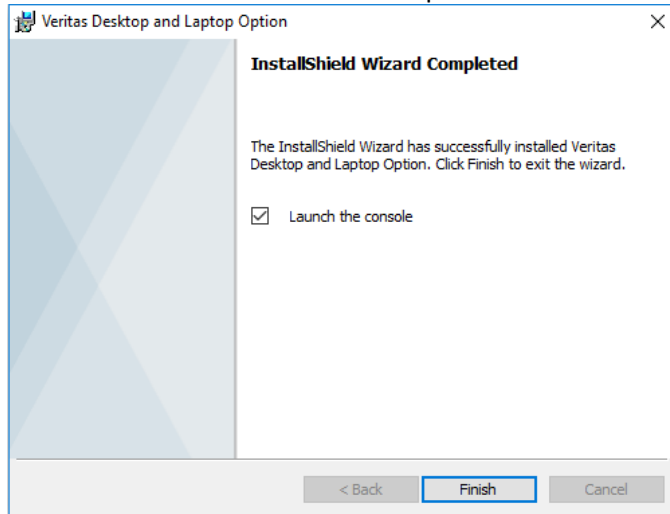 Veritas Desktop and Laptop Option
InstallShield Wizard Completed
The InstallShield Wizard has successfully installed Veritas
Desktop and Laptop Option. Click Finish to exit the wizard.
Launch the console
< Back Finish Cancel